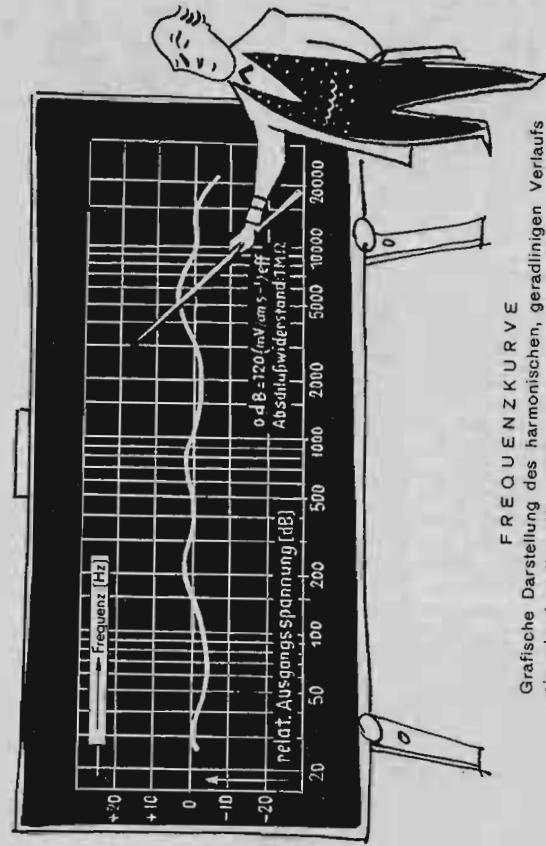 Frequenz [Hz]
+20
+10
0
-10
-20
relat. Ausgangsspannung [dB]
0 dB = 120 (mV/cm s⁻¹) eff
Abschlußwiderstand: 1 MΩ
20 50 100 200 500 1000 2000 5000 10000 20000
FREQUENZKURVE
Grafische Darstellung des harmonischen, geradlinigen Verlaufs